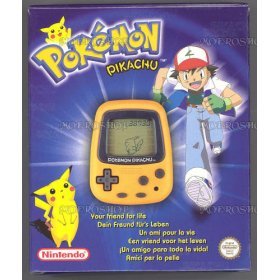 POKÉMON
PIKACHU
POKéMON PIKACHU
Your friend for life
Dein Freund für's Leben
Un ami pour la vie
Een vriend voor het leven
¡Un amigo para toda la vida!
Amici per la pelle
Nintendo